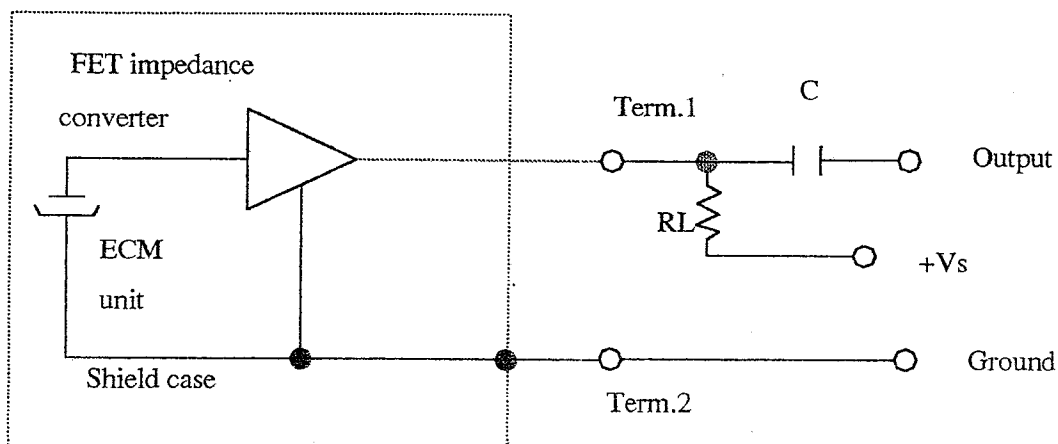 FET impedance
converter
Term.1
C
Output
RL
+Vs
ECM
unit
Shield case
Term.2
Ground